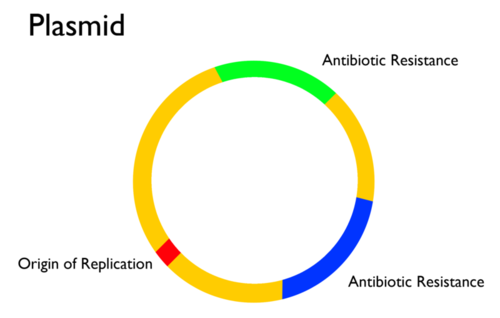 Plasmid
Antibiotic Resistance
Origin of Replication
Antibiotic Resistance